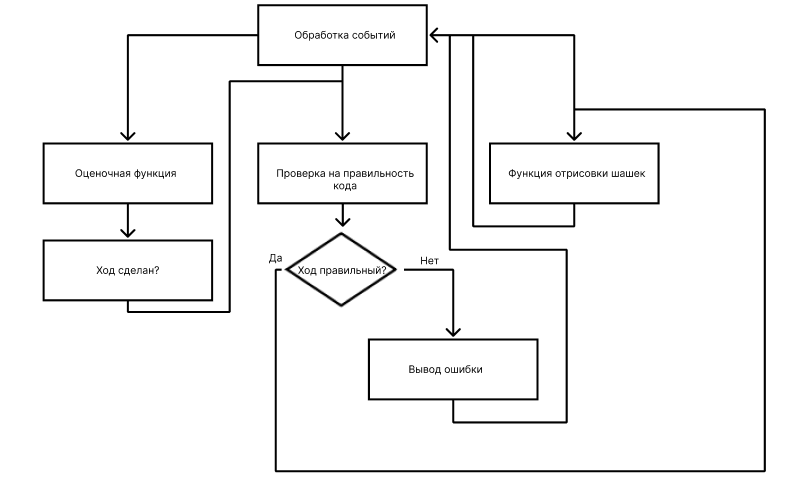 Обработка событий
Оценочная функция
Проверка на правильность
кода
Функция отрисовки шашек
Ход сделан?
Да
Ход правильный?
Нет
Вывод ошибки